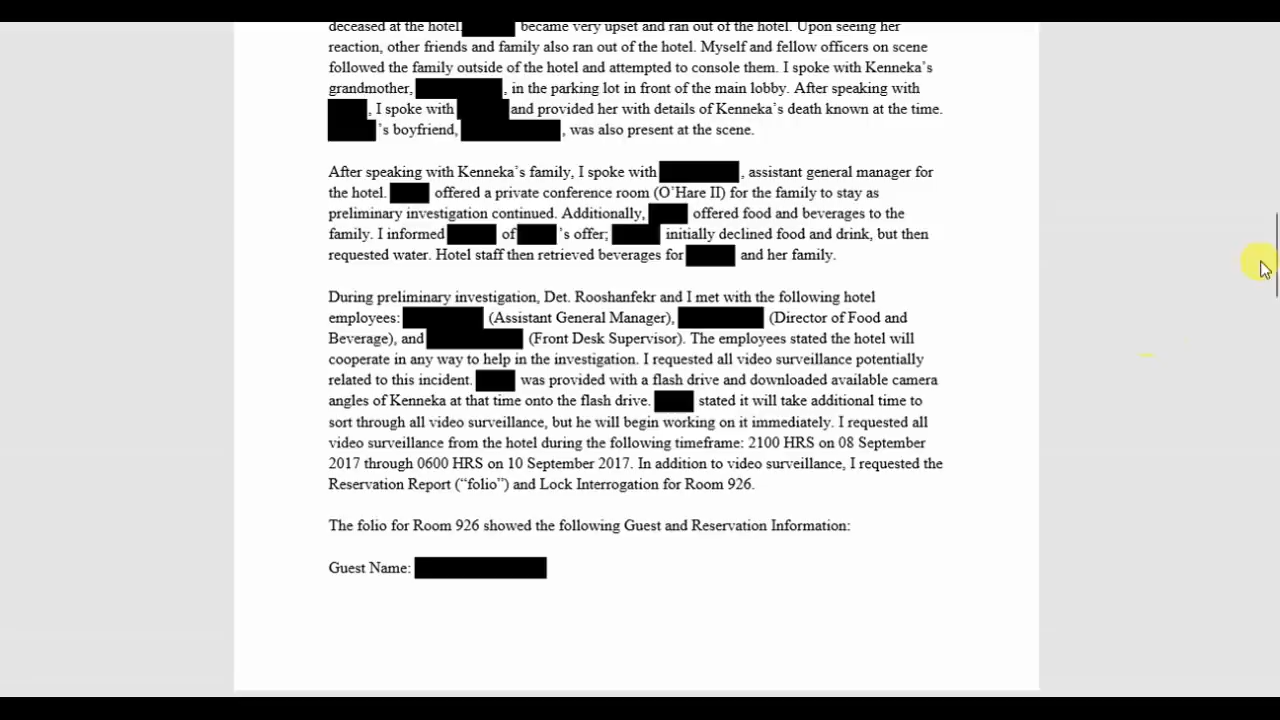 deceased at the hotel, became very upset and ran out of the hotel. Upon seeing her
reaction, other friends and family also ran out of the hotel. Myself and fellow officers on scene
followed the family outside of the hotel and attempted to console them. I spoke with Kenneka’s
grandmother, , in the parking lot in front of the main lobby. After speaking with
, I spoke with and provided her with details of Kenneka’s death known at the time.
’s boyfriend, , was also present at the scene.
After speaking with Kenneka’s family, I spoke with , assistant general manager for
the hotel. offered a private conference room (O’Hare II) for the family to stay as
preliminary investigation continued. Additionally, offered food and beverages to the
family. I informed of ’s offer; initially declined food and drink, but then
requested water. Hotel staff then retrieved beverages for and her family.
During preliminary investigation, Det. Rooshanfekr and I met with the following hotel
employees: (Assistant General Manager), (Director of Food and
Beverage), and (Front Desk Supervisor). The employees stated the hotel will
cooperate in any way to help in the investigation. I requested all video surveillance potentially
related to this incident. was provided with a flash drive and downloaded available camera
angles of Kenneka at that time onto the flash drive. stated it will take additional time to
sort through all video surveillance, but he will begin working on it immediately. I requested all
video surveillance from the hotel during the following timeframe: 2100 HRS on 08 September
2017 through 0600 HRS on 10 September 2017. In addition to video surveillance, I requested the
Reservation Report (“folio”) and Lock Interrogation for Room 926.
The folio for Room 926 showed the following Guest and Reservation Information:
Guest Name: